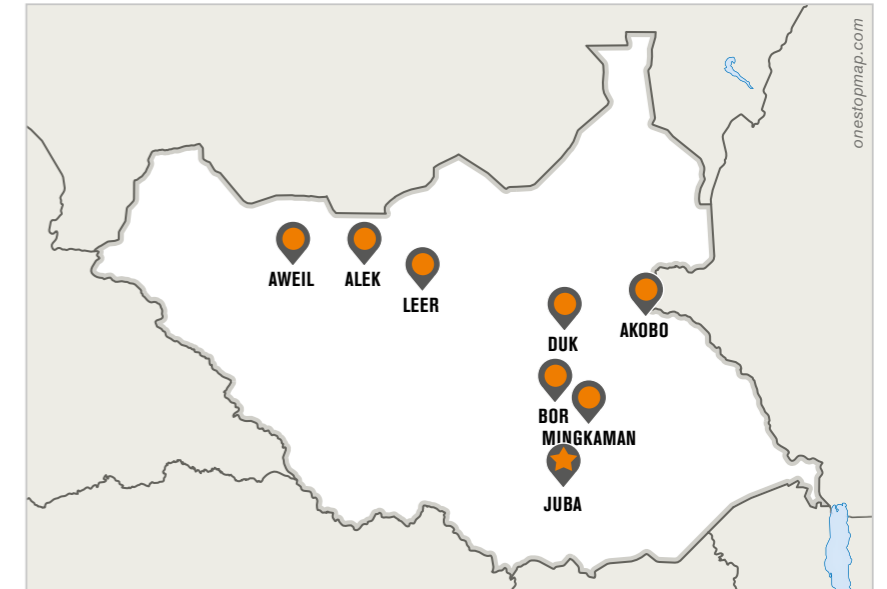 onestopmap.com
AWEIL
ALEK
LEER
DUK
AKOBO
BOR
MINGKAMAN
JUBA